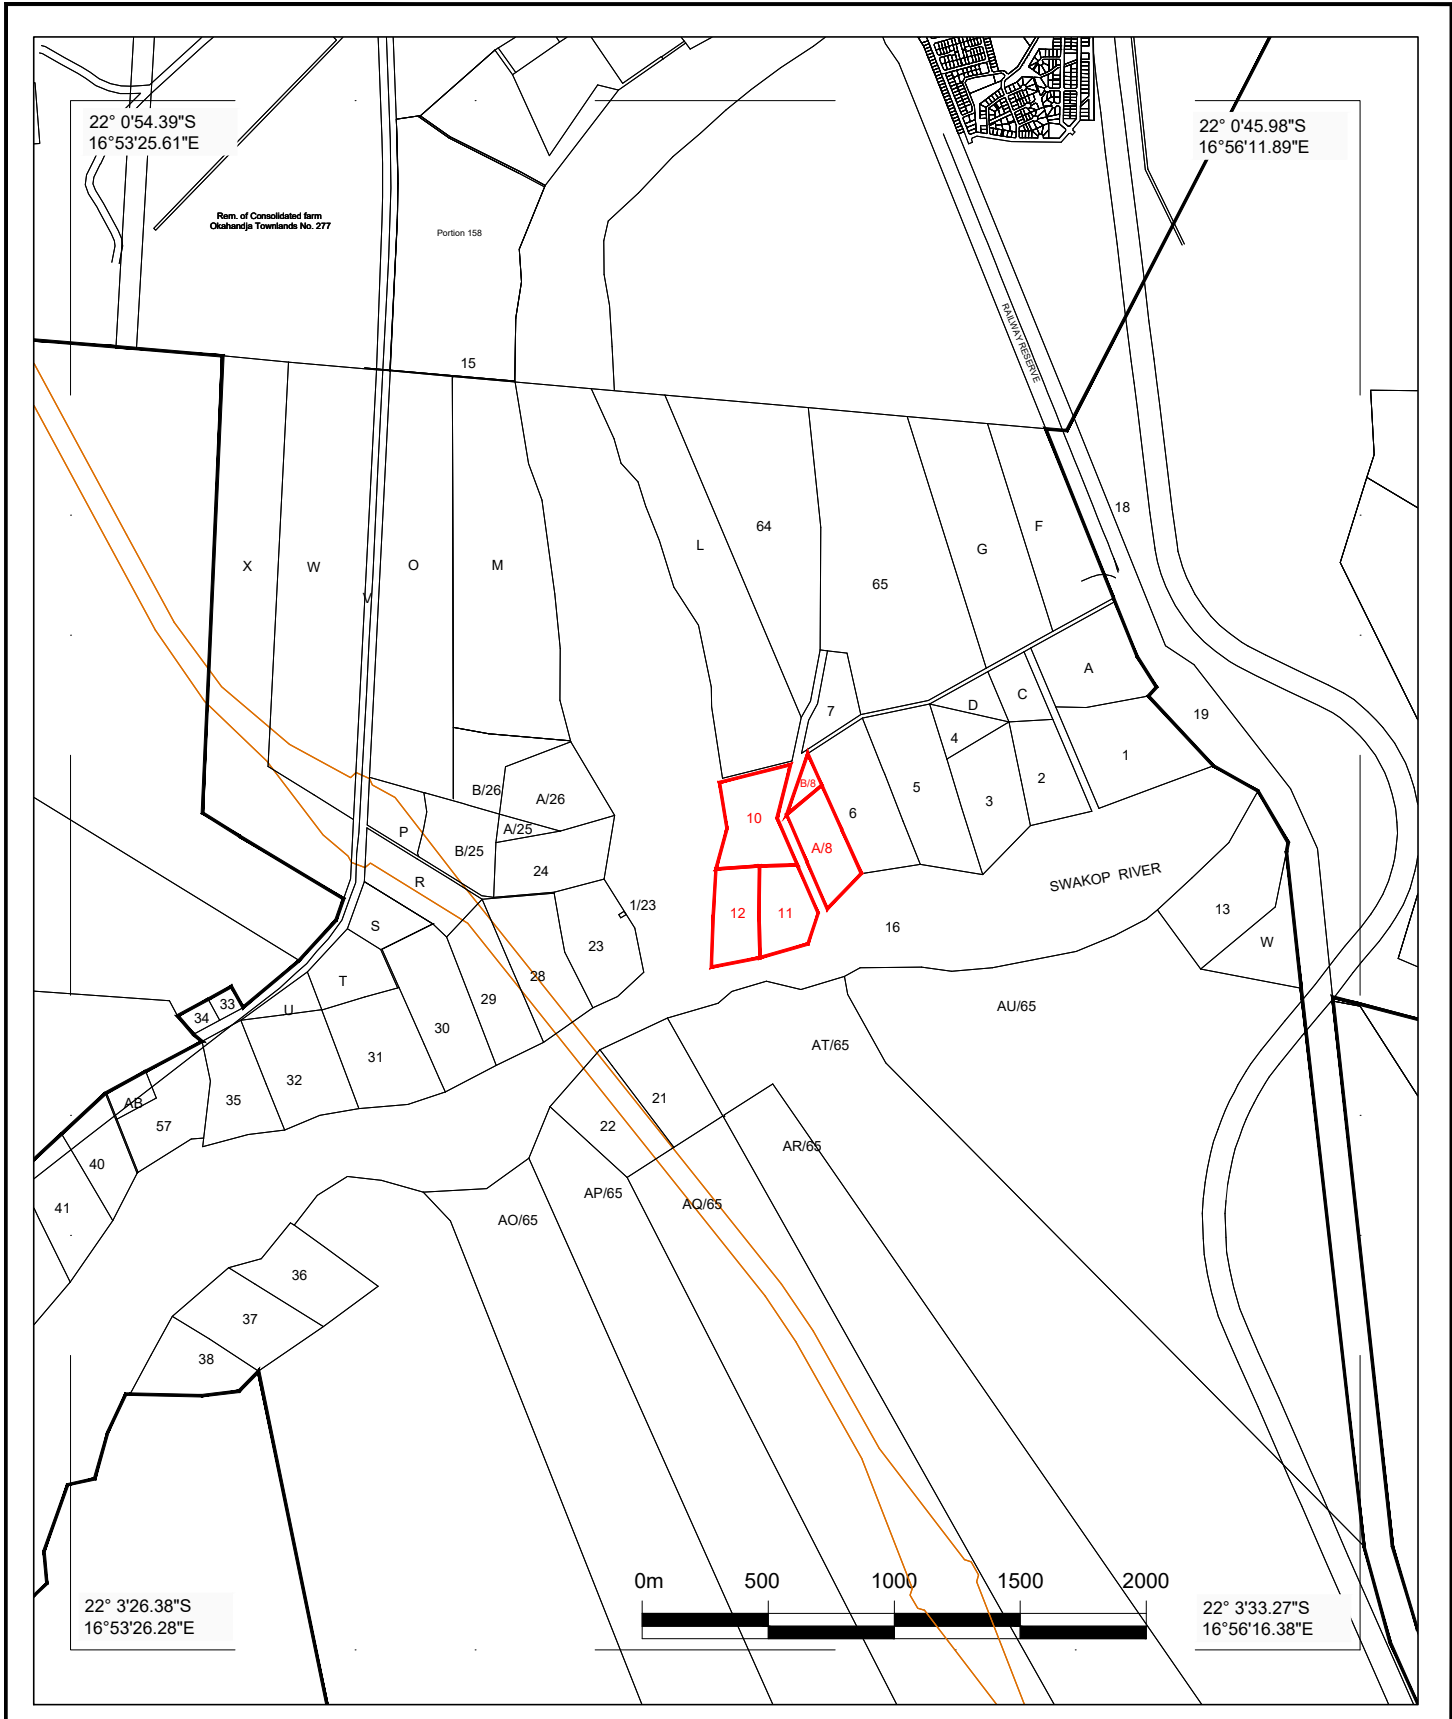 22° 0'54.39"S
16°53'25.61"E
22° 0'45.98"S
16°56'11.89"E
Rem. of Consolidated farm
Okahandja Townlands No. 277
Portion 158
RAILWAY RESERVE
15
18
64
F
L
G
X
W
O
M
65
V
A
C
D
7
19
4
1
B/26
A/26
B/8
2
5
3
10
6
A/25
P
B/25
A/8
24
R
SWAKOP RIVER
1/23
12
11
13
S
16
23
W
T
28
33
29
U
34
AU/65
30
AT/65
31
32
21
35
AB
57
22
AR/65
40
AP/65
AQ/65
41
AO/65
36
37
38
0m 500 1000 1500 2000
22° 3'26.38"S
16°53'26.28"E
22° 3'33.27"S
16°56'16.38"E